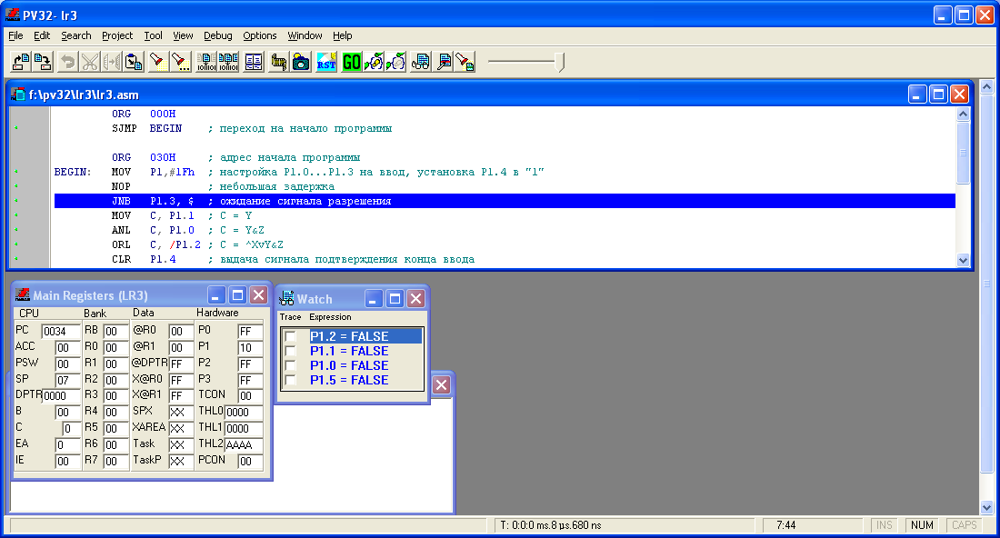 PV32- lr3
File Edit Search Project Tool View Debug Options Window Help
RST GO
f:\pv32\lr3\lr3.asm
ORG 000H
SJMP BEGIN ; переход на начало программы
ORG 030H ; адрес начала программы
BEGIN: MOV P1,#1Fh ; настройка P1.0...P1.3 на ввод, установка P1.4 в "1"
NOP ; небольшая задержка
JNB P1.3, $ ; ожидание сигнала разрешения
MOV C, P1.1 ; C = Y
ANL C, P1.0 ; C = Y&Z
ORL C, /P1.2 ; C = ^XvY&Z
CLR P1.4 ; выдача сигнала подтверждения конца ввода
Main Registers (LR3)
CPU Bank Data Hardware
PC 0034 RB 00 @R0 00 P0 FF
ACC 00 R0 00 @R1 00 P1 10
PSW 00 R1 00 @DPTR FF P2 FF
SP 07 R2 00 X@R0 FF P3 FF
DPTR 0000 R3 00 X@R1 FF TCON 00
B 00 R4 00 SPX XX THL0 0000
C 0 R5 00 XAREA XX THL1 0000
EA 0 R6 00 Task XX THL2 AAAA
IE 00 R7 00 TaskP XX PCON 00
Watch
Trace Expression
P1.2 = FALSE
P1.1 = FALSE
P1.0 = FALSE
P1.5 = FALSE
T: 0:0:0 ms.8 µs.680 ns 7:44 INS NUM CAPS